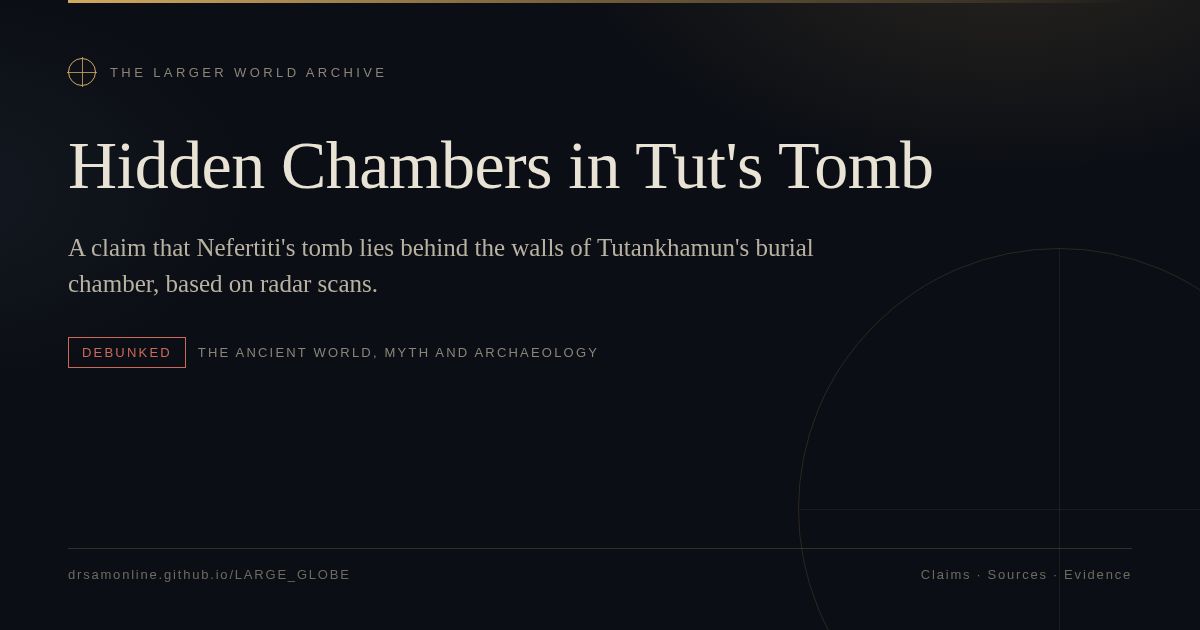 THE LARGER WORLD ARCHIVE
Hidden Chambers in Tut's Tomb
A claim that Nefertiti's tomb lies behind the walls of Tutankhamun's burial
chamber, based on radar scans.
DEBUNKED THE ANCIENT WORLD, MYTH AND ARCHAEOLOGY
drsamonline.github.io/LARGE_GLOBE
Claims · Sources · Evidence